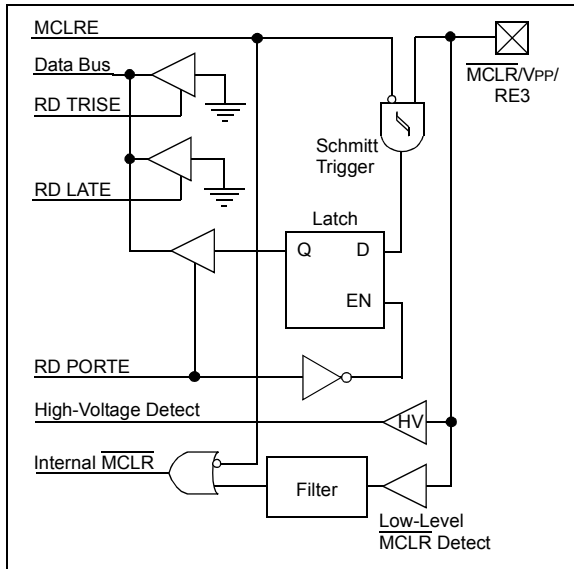 MCLRE
Data Bus
RD TRISE
MCLR/VPP/
RE3
Schmitt
Trigger
RD LATE
Latch
Q
D
EN
RD PORTE
High-Voltage Detect
HV
Internal MCLR
Filter
Low-Level
MCLR Detect